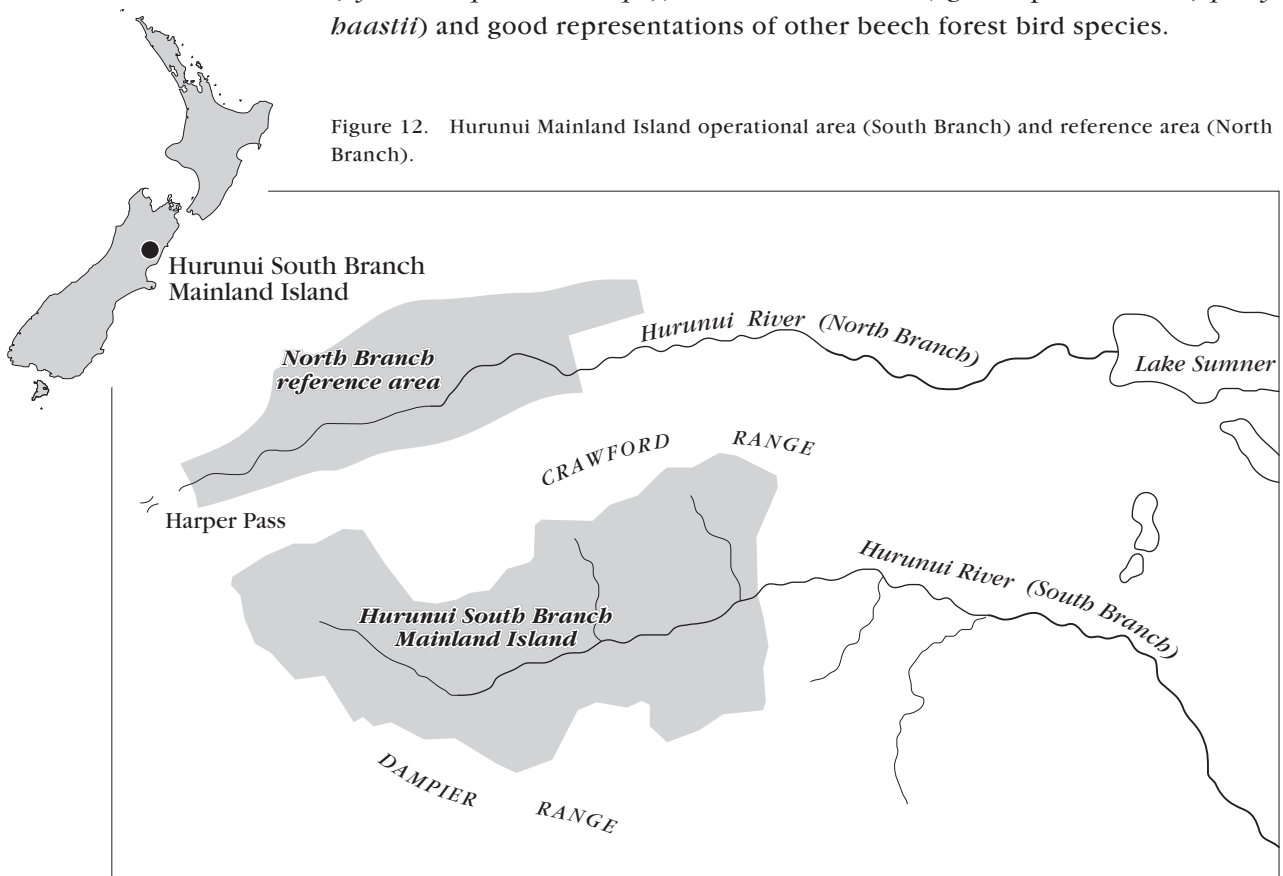 haastii) and good representations of other beech forest bird species.
Figure 12. Hurunui Mainland Island operational area (South Branch) and reference area (North
Branch).
Hurunui South Branch
Mainland Island
North Branch
reference area
Hurunui River (North Branch)
Lake Sumner
CRAWFORD RANGE
Harper Pass
Hurunui River (South Branch)
Hurunui South Branch
Mainland Island
DAMPIER RANGE